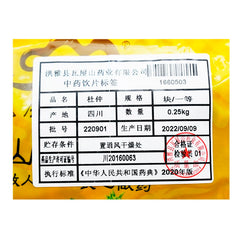 洪雅县瓦屋山药业有限公司
中药饮片标签 1660503
品名 杜仲 规格 块/一等
产地 四川 数量 0.25kg
批号 220901 生产日期 2022/09/09
贮存条件 置通风干燥处
合格证
检验员 01
药品生产许可证编号 川20160063
执行标准 《中华人民共和国药典》2020年版